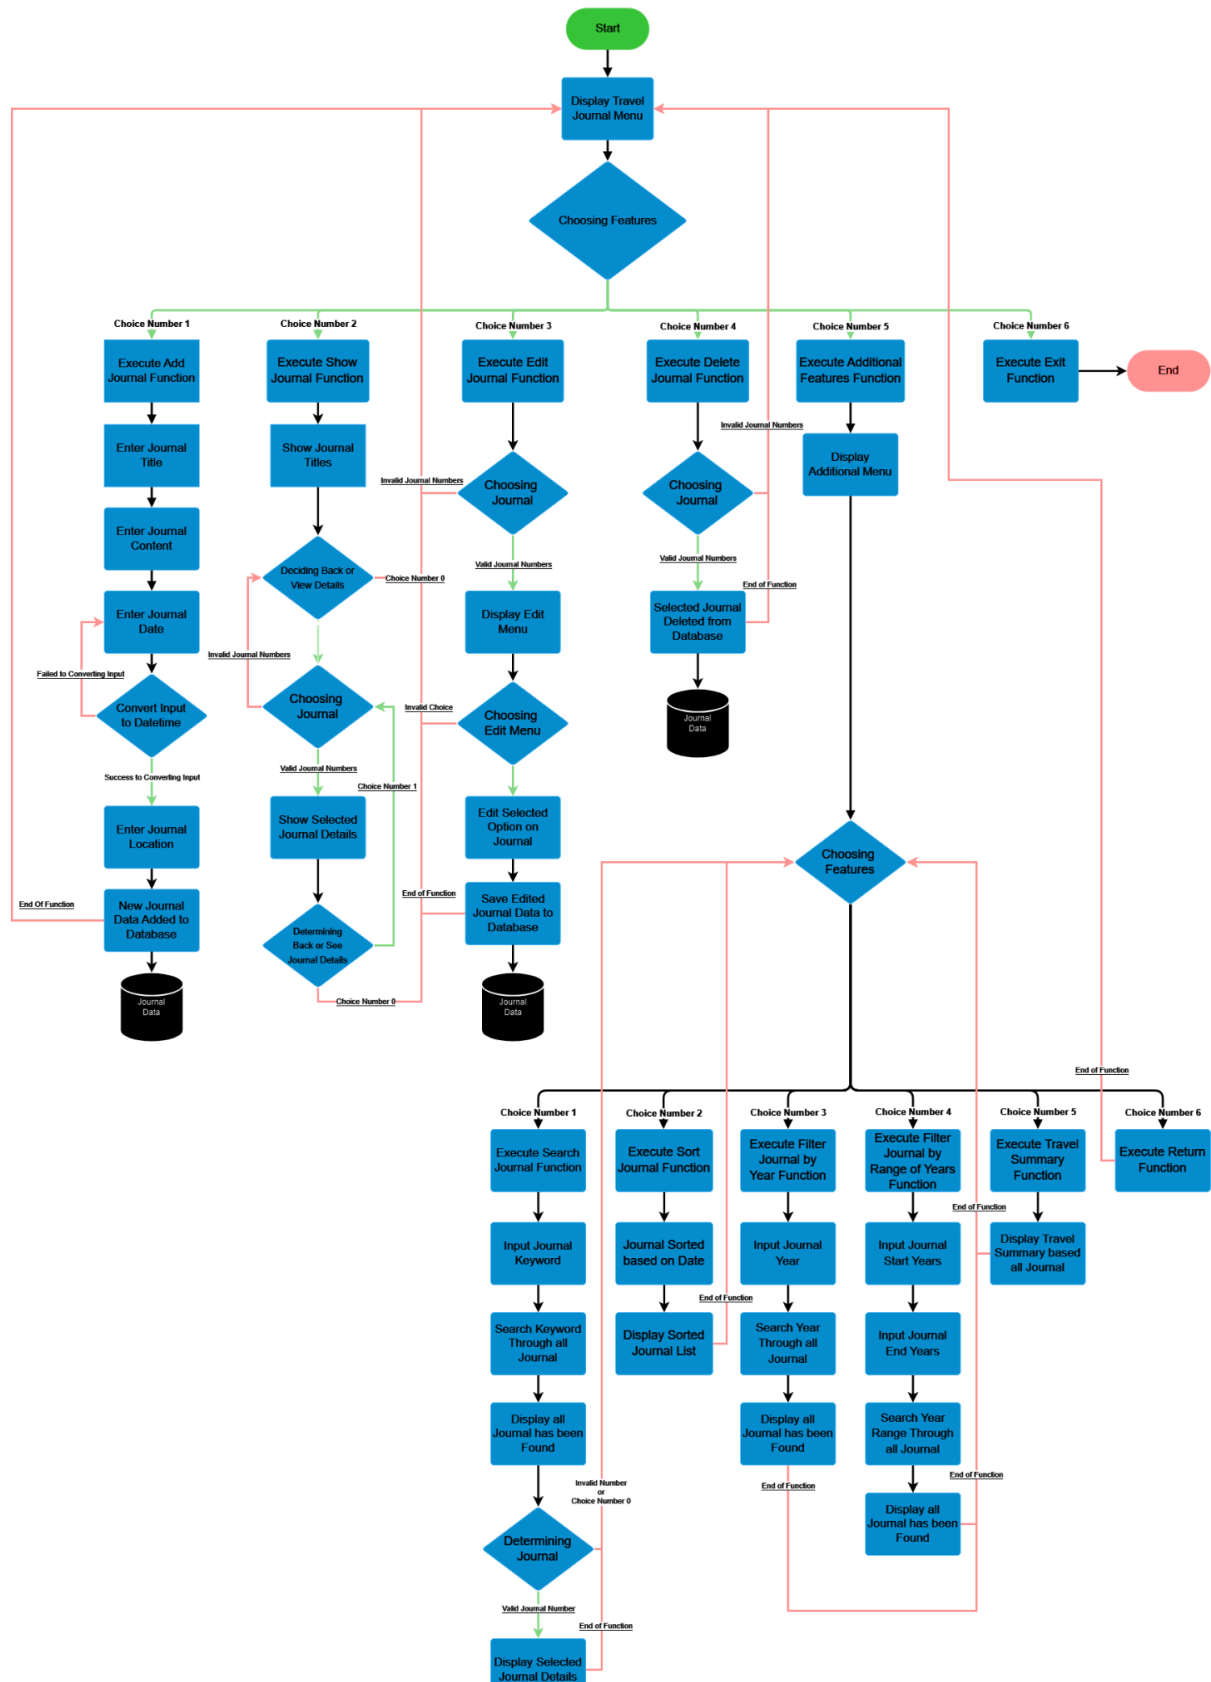 Start
Display Travel
Journal Menu
Choosing Features
Choice Number 1
Choice Number 2
Choice Number 3
Choice Number 4
Choice Number 5
Choice Number 6
Execute Add
Journal Function
Execute Show
Journal Function
Execute Edit
Journal Function
Execute Delete
Journal Function
Execute Additional
Features Function
Execute Exit
Function
End
Invalid Journal Numbers
Enter Journal
Title
Show Journal
Titles
Invalid Journal Numbers
Choosing
Journal
Choosing
Journal
Display
Additional Menu
Enter Journal
Content
Deciding Back or
View Details
Choice Number 0
Valid Journal Numbers
Valid Journal Numbers
End of Function
Enter Journal
Date
Display Edit
Menu
Selected Journal
Deleted from
Database
Invalid Journal Numbers
Failed to Converting Input
Convert Input
to Datetime
Choosing
Journal
Invalid Choice
Choosing
Edit Menu
Journal
Data
Success to Converting Input
Valid Journal Numbers
Choice Number 1
Enter Journal
Location
Show Selected
Journal Details
Edit Selected
Option on
Journal
Choosing
Features
End Of Function
New Journal
Data Added to
Database
Determining
Back or See
Journal Details
End of Function
Save Edited
Journal Data to
Database
Journal
Data
Choice Number 0
Journal
Data
End of Function
Choice Number 1
Choice Number 2
Choice Number 3
Choice Number 4
Choice Number 5
Choice Number 6
Execute Search
Journal Function
Execute Sort
Journal Function
Execute Filter
Journal by
Year Function
Execute Filter
Journal by
Range of Years
Function
Execute Travel
Summary
Function
Execute Return
Function
End of Function
Input Journal
Keyword
Journal Sorted
based on Date
Input Journal
Year
Input Journal
Start Years
Display Travel
Summary based
all Journal
End of Function
Search Keyword
Through all
Journal
Display Sorted
Journal List
Search Year
Through all
Journal
Input Journal
End Years
Display all
Journal has been
Found
Display all
Journal has been
Found
Search Year
Range Through
all Journal
Invalid Number
or
Choice Number 0
End of Function
End of Function
Display all
Journal has been
Found
Determining
Journal
Valid Journal Number
End of Function
Display Selected
Journal Details